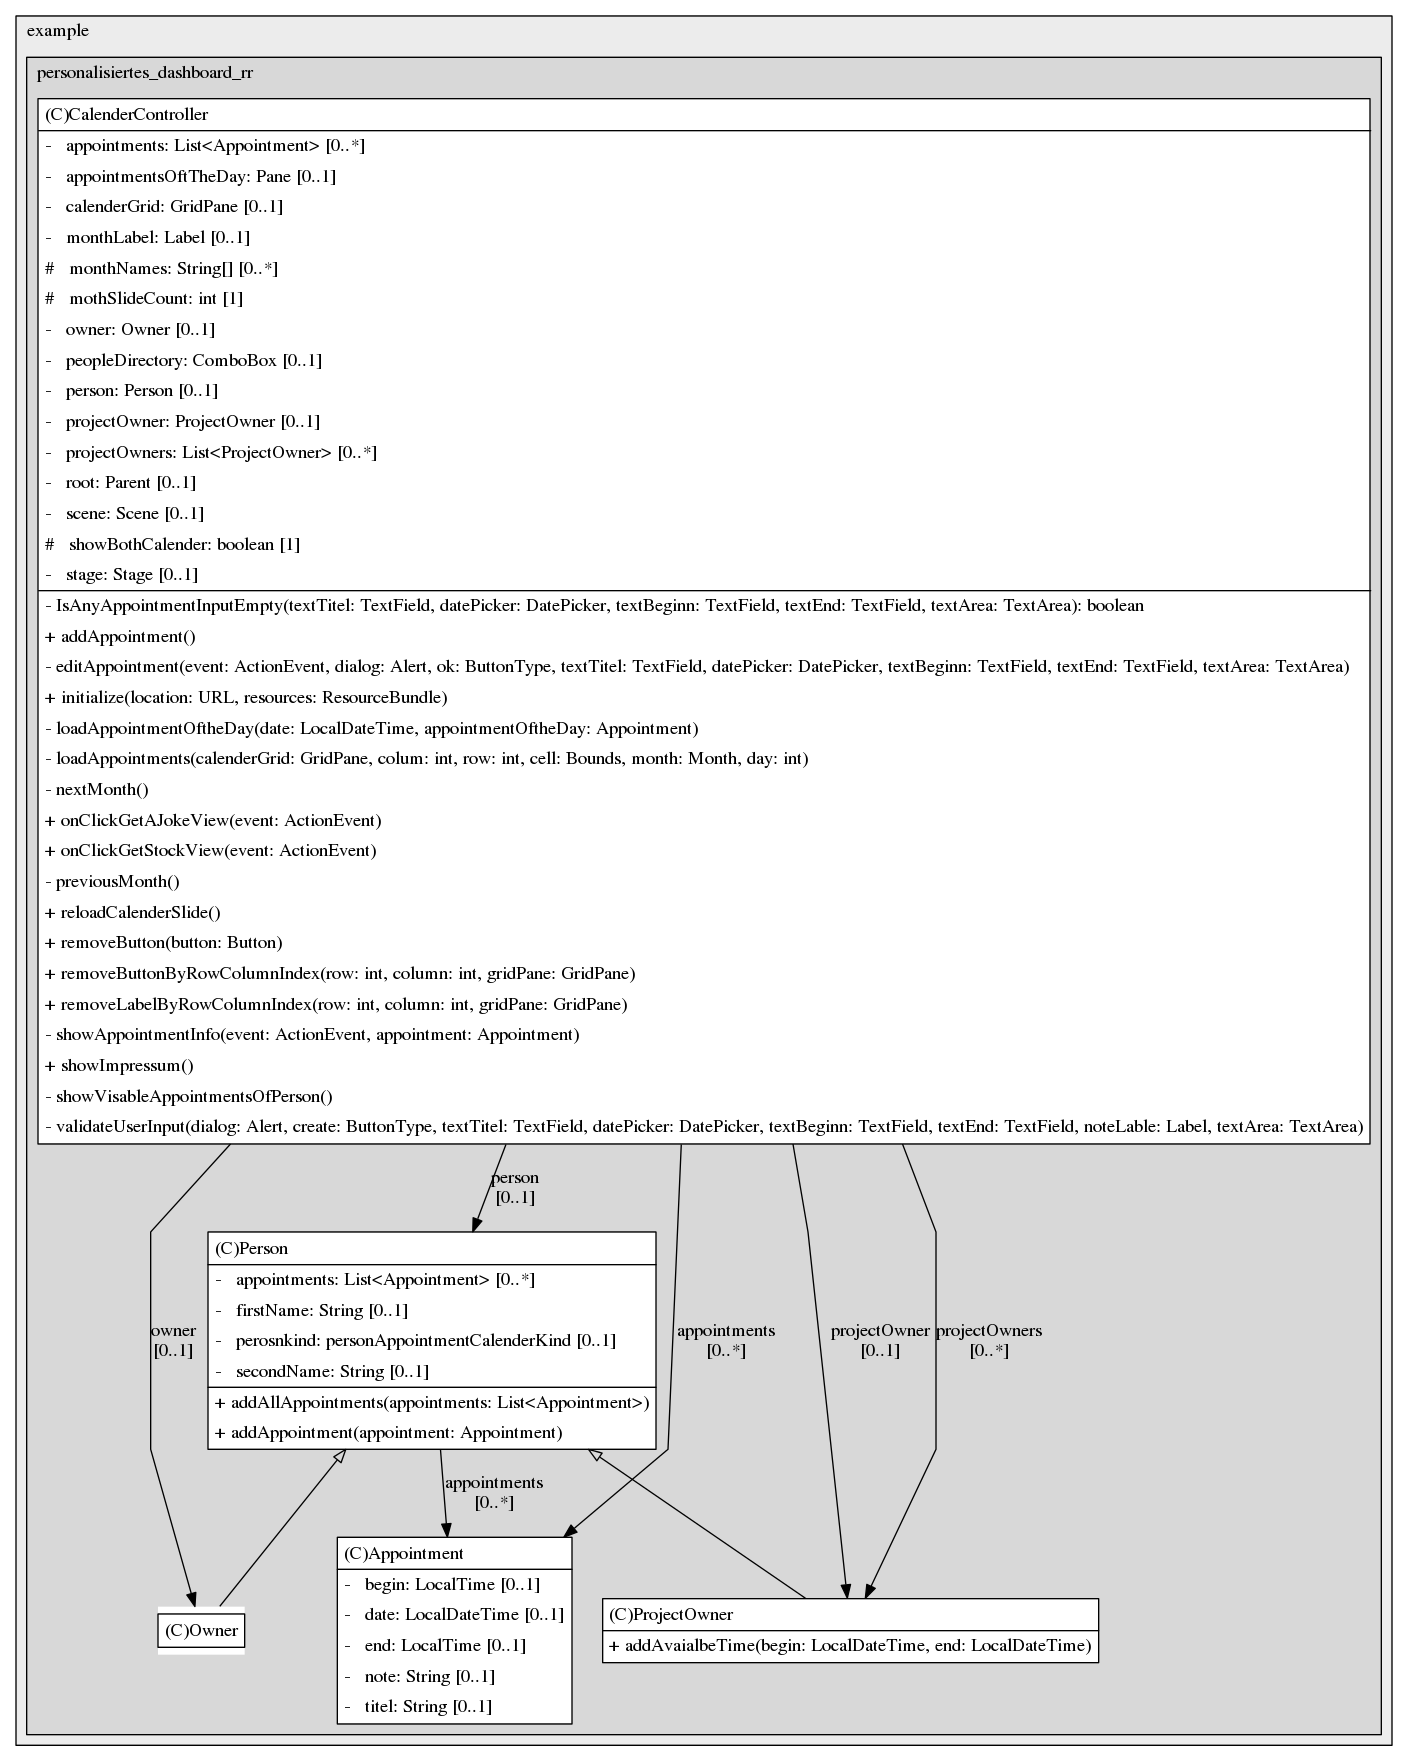 example
personalisiertes_dashboard_rr
(C)CalenderController
- appointments: List<Appointment> [0..*]
- appointmentsOftTheDay: Pane [0..1]
- calenderGrid: GridPane [0..1]
- monthLabel: Label [0..1]
# monthNames: String[] [0..*]
# mothSlideCount: int [1]
- owner: Owner [0..1]
- peopleDirectory: ComboBox [0..1]
- person: Person [0..1]
- projectOwner: ProjectOwner [0..1]
- projectOwners: List<ProjectOwner> [0..*]
- root: Parent [0..1]
- scene: Scene [0..1]
# showBothCalender: boolean [1]
- stage: Stage [0..1]
- IsAnyAppointmentInputEmpty(textTitel: TextField, datePicker: DatePicker, textBeginn: TextField, textEnd: TextField, textArea: TextArea): boolean
+ addAppointment()
- editAppointment(event: ActionEvent, dialog: Alert, ok: ButtonType, textTitel: TextField, datePicker: DatePicker, textBeginn: TextField, textEnd: TextField, textArea: TextArea)
+ initialize(location: URL, resources: ResourceBundle)
- loadAppointmentOftheDay(date: LocalDateTime, appointmentOftheDay: Appointment)
- loadAppointments(calenderGrid: GridPane, colum: int, row: int, cell: Bounds, month: Month, day: int)
- nextMonth()
+ onClickGetAJokeView(event: ActionEvent)
+ onClickGetStockView(event: ActionEvent)
- previousMonth()
+ reloadCalenderSlide()
+ removeButton(button: Button)
+ removeButtonByRowColumnIndex(row: int, column: int, gridPane: GridPane)
+ removeLabelByRowColumnIndex(row: int, column: int, gridPane: GridPane)
- showAppointmentInfo(event: ActionEvent, appointment: Appointment)
+ showImpressum()
- showVisableAppointmentsOfPerson()
- validateUserInput(dialog: Alert, create: ButtonType, textTitel: TextField, datePicker: DatePicker, textBeginn: TextField, textEnd: TextField, noteLable: Label, textArea: TextArea)
person
[0..1]
(C)Person
- appointments: List<Appointment> [0..*]
- firstName: String [0..1]
- perosnkind: personAppointmentCalenderKind [0..1]
- secondName: String [0..1]
+ addAllAppointments(appointments: List<Appointment>)
+ addAppointment(appointment: Appointment)
owner
[0..1]
appointments
[0..*]
projectOwner
[0..1]
projectOwners
[0..*]
appointments
[0..*]
(C)Owner
(C)Appointment
- begin: LocalTime [0..1]
- date: LocalDateTime [0..1]
- end: LocalTime [0..1]
- note: String [0..1]
- titel: String [0..1]
(C)ProjectOwner
+ addAvaialbeTime(begin: LocalDateTime, end: LocalDateTime)